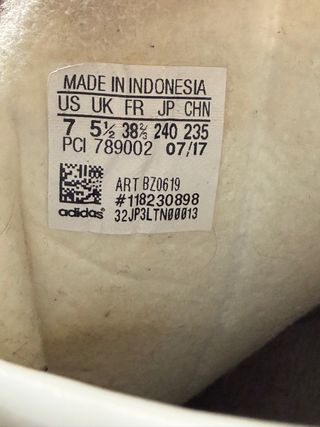 MADE IN INDONESIA
US UK FR JP CHN
7 5½ 38⅔ 240 235
PCI 789002 07/17
ART BZ0619
#118230898
adidas 32JP3LTN00013